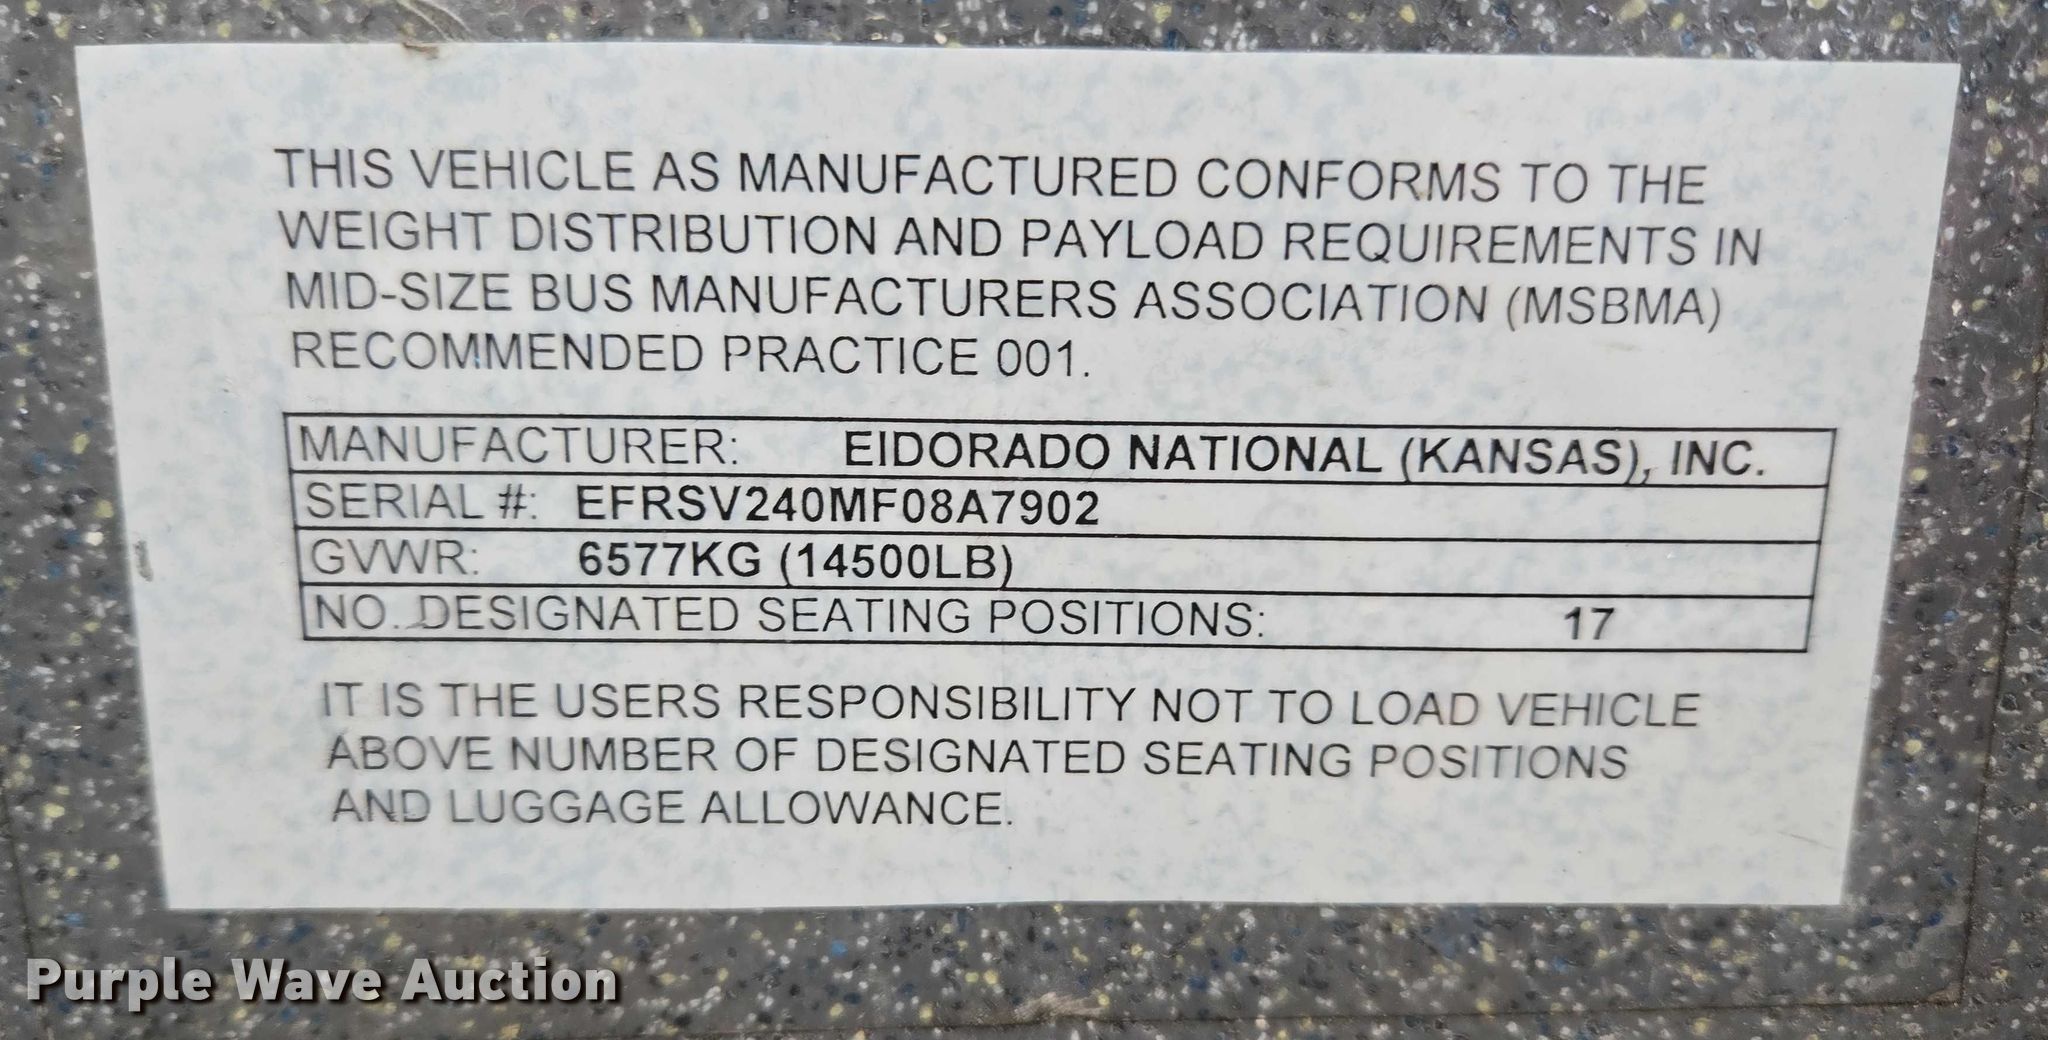 THIS VEHICLE AS MANUFACTURED CONFORMS TO THE
WEIGHT DISTRIBUTION AND PAYLOAD REQUIREMENTS IN
MID-SIZE BUS MANUFACTURERS ASSOCIATION (MSBMA)
RECOMMENDED PRACTICE 001.
MANUFACTURER: ElDORADO NATIONAL (KANSAS), INC.
SERIAL #: EFRSV240MF08A7902
GVWR: 6577KG (14500LB)
NO. DESIGNATED SEATING POSITIONS: 17
IT IS THE USERS RESPONSIBILITY NOT TO LOAD VEHICLE
ABOVE NUMBER OF DESIGNATED SEATING POSITIONS
AND LUGGAGE ALLOWANCE.
Purple Wave Auction